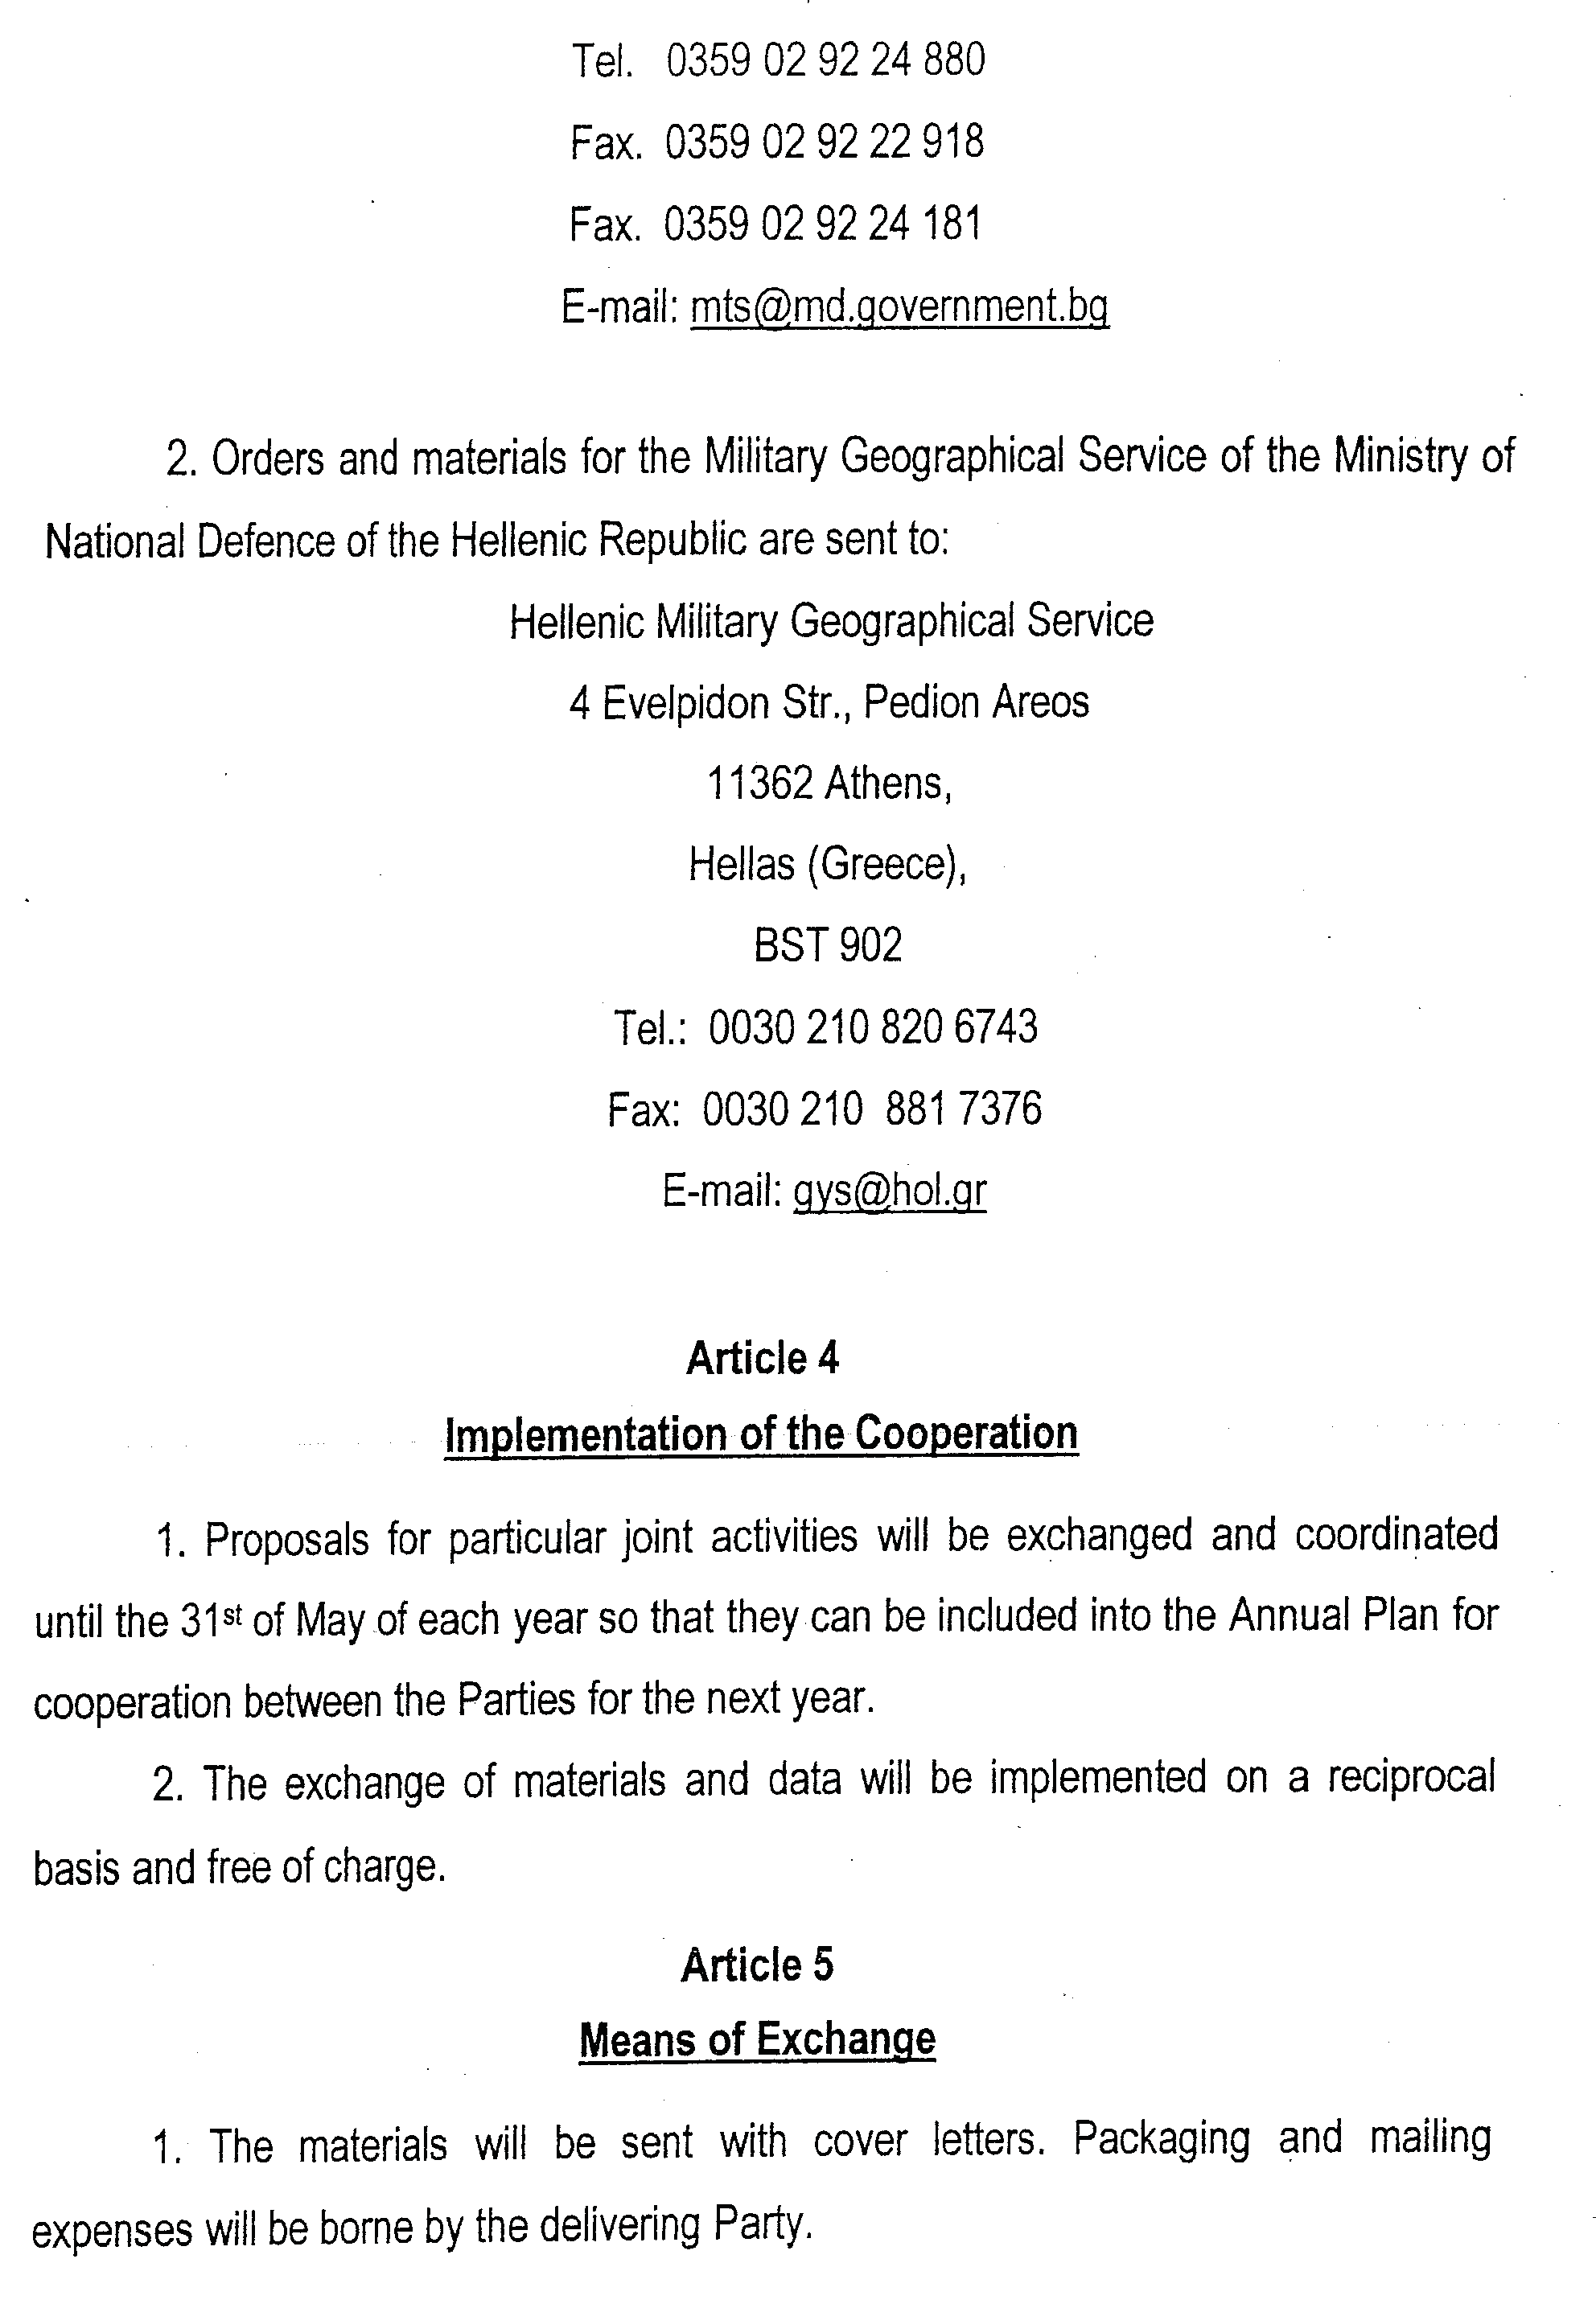 Tel. 0359 02 92 24 880
Fax. 0359 02 92 22 918
Fax. 0359 02 92 24 181
E-mail: mts@md.government.bg
2. Orders and materials for the Military Geographical Service of the Ministry of
National Defence of the Hellenic Republic are sent to:
Hellenic Military Geographical Service
4 Evelpidon Str., Pedion Areos
11362 Athens,
Hellas (Greece),
BST 902
Tel.: 0030 210 820 6743
Fax: 0030 210 881 7376
E-mail: gys@hol.gr
Article 4
Implementation of the Cooperation
1. Proposals for particular joint activities will be exchanged and coordinated
until the 31st of May of each year so that they can be included into the Annual Plan for
cooperation between the Parties for the next year.
2. The exchange of materials and data will be implemented on a reciprocal
basis and free of charge.
Article 5
Means of Exchange
1. The materials will be sent with cover letters. Packaging and mailing
expenses will be borne by the delivering Party.